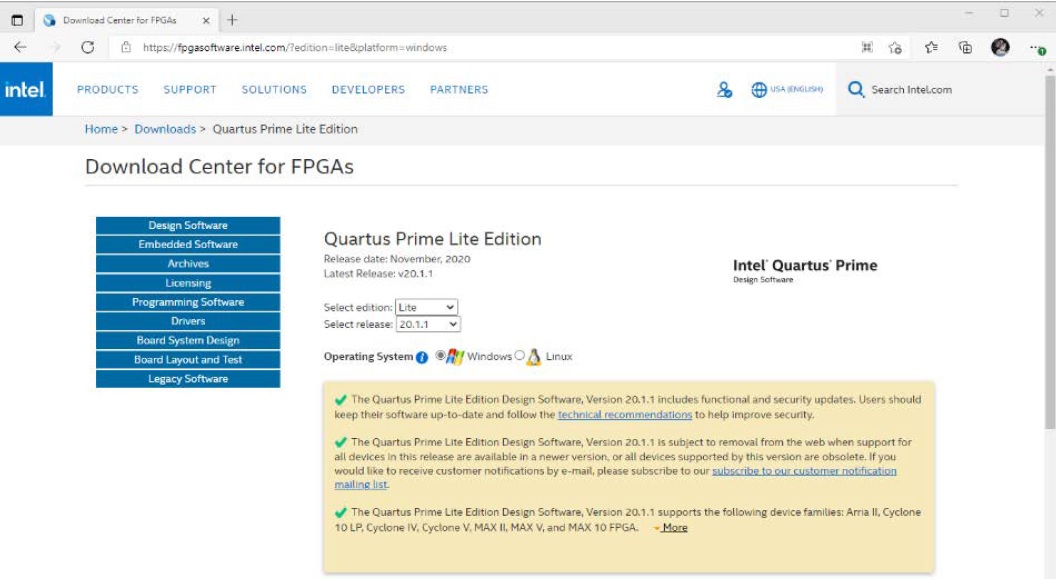 Download Center for FPGAs
https://fpgasoftware.intel.com/?edition=lite&platform=windows
intel.
PRODUCTS SUPPORT SOLUTIONS DEVELOPERS PARTNERS
USA (ENGLISH)
Search Intel.com
Home > Downloads > Quartus Prime Lite Edition
Download Center for FPGAs
Design Software
Embedded Software
Archives
Licensing
Programming Software
Drivers
Board System Design
Board Layout and Test
Legacy Software
Quartus Prime Lite Edition
Release date: November, 2020
Latest Release: v20.1.1
Select edition: Lite
Select release: 20.1.1
Operating System Windows Linux
Intel® Quartus® Prime
Design Software
The Quartus Prime Lite Edition Design Software, Version 20.1.1 includes functional and security updates. Users should
keep their software up-to-date and follow the technical recommendations to help improve security.
The Quartus Prime Lite Edition Design Software, Version 20.1.1 is subject to removal from the web when support for
all devices in this release are available in a newer version, or all devices supported by this version are obsolete. If you
would like to receive customer notifications by e-mail, please subscribe to our subscribe to our customer notification
mailing list.
The Quartus Prime Lite Edition Design Software, Version 20.1.1 supports the following device families: Arria II, Cyclone
10 LP, Cyclone IV, Cyclone V, MAX II, MAX V, and MAX 10 FPGA. More